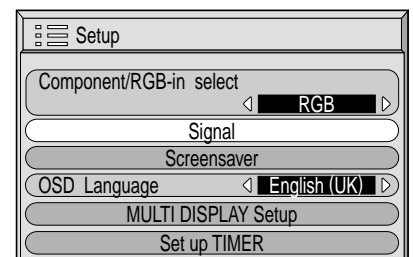 Setup
Component/RGB-in select
RGB
Signal
Screensaver
OSD Language English (UK)
MULTI DISPLAY Setup
Set up TIMER